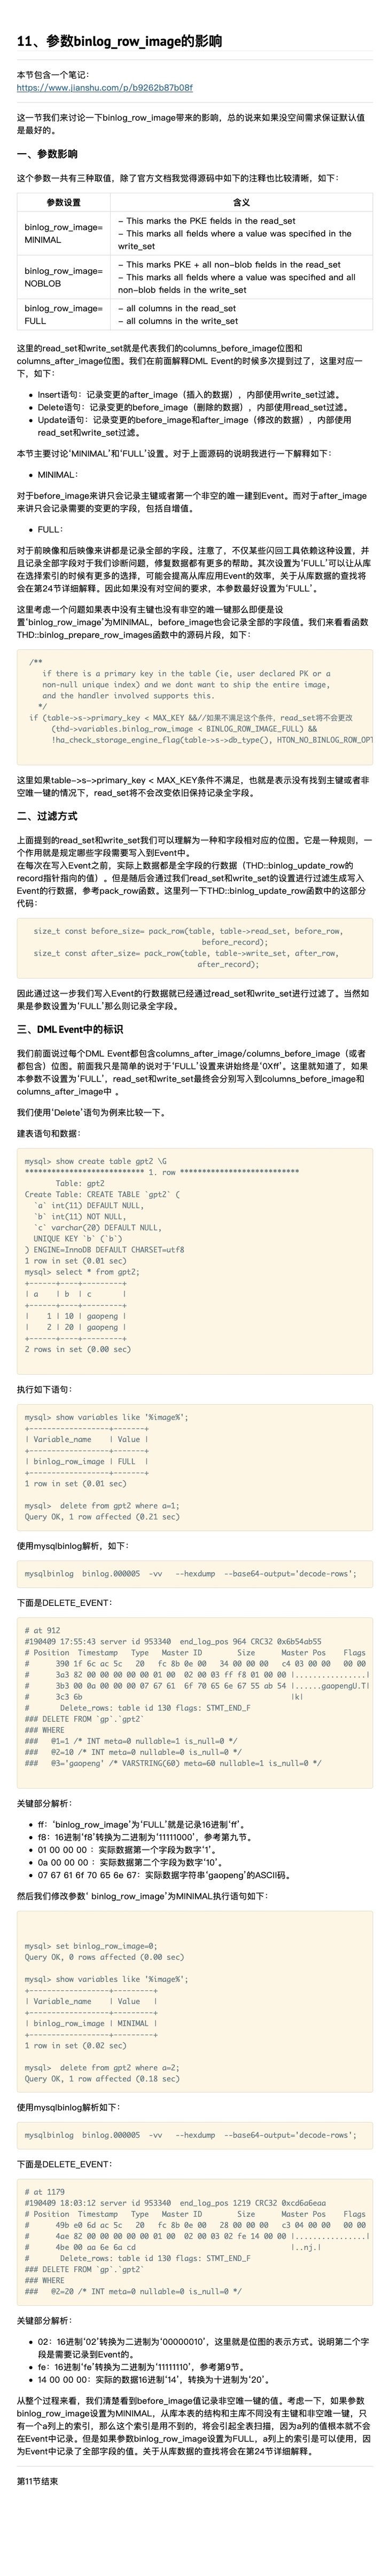 11、参数binlog_row_image的影响
本节包含一个笔记：
https://www.jianshu.com/p/b9262b87b08f
这一节我们来讨论一下binlog_row_image带来的影响，总的说来如果没空间需求保证默认值
是最好的。
一、参数影响
这个参数一共有三种取值，除了官方文档我觉得源码中如下的注释也比较清晰，如下：
参数设置 含义
binlog_row_image=
MINIMAL
– This marks the PKE fields in the read_set
– This marks all fields where a value was specified in the
write_set
binlog_row_image=
NOBLOB
– This marks PKE + all non-blob fields in the read_set
– This marks all fields where a value was specified and all
non-blob fields in the write_set
binlog_row_image=
FULL
– all columns in the read_set
– all columns in the write_set
这里的read_set和write_set就是代表我们的columns_before_image位图和
columns_after_image位图。我们在前面解释DML Event的时候多次提到过了，这里对应一
下，如下：
• Insert语句：记录变更的after_image（插入的数据），内部使用write_set过滤。
• Delete语句：记录变更的before_image（删除的数据），内部使用read_set过滤。
• Update语句：记录变更的before_image和after_image（修改的数据），内部使用
read_set和write_set过滤。
本节主要讨论‘MINIMAL’和‘FULL’设置。对于上面源码的说明我进行一下解释如下：
• MINIMAL：
对于before_image来讲只会记录主键或者第一个非空的唯一建到Event。而对于after_image
来讲只会记录需要的变更的字段，包括自增值。
• FULL：
对于前映像和后映像来讲都是记录全部的字段。注意了，不仅某些闪回工具依赖这种设置，并
且记录全部字段对于我们诊断问题，修复数据都有更多的帮助。其次设置为‘FULL’可以让从库
在选择索引的时候有更多的选择，可能会提高从库应用Event的效率，关于从库数据的查找将
会在第24节详细解释。因此如果没有对空间的要求，本参数最好设置为‘FULL’。
这里考虑一个问题如果表中没有主键也没有非空的唯一键那么即便是设
置‘binlog_row_image’为MINIMAL，before_image也会记录全部的字段值。我们来看看函数
THD::binlog_prepare_row_images函数中的源码片段，如下：
/**
if there is a primary key in the table (ie, user declared PK or a
non-null unique index) and we dont want to ship the entire image,
and the handler involved supports this.
*/
if (table->s->primary_key < MAX_KEY &&//如果不满足这个条件，read_set将不会更改
(thd->variables.binlog_row_image < BINLOG_ROW_IMAGE_FULL) &&
!ha_check_storage_engine_flag(table->s->db_type(), HTON_NO_BINLOG_ROW_OPT
这里如果table->s->primary_key < MAX_KEY条件不满足，也就是表示没有找到主键或者非
空唯一键的情况下，read_set将不会改变依旧保持记录全字段。
二、过滤方式
上面提到的read_set和write_set我们可以理解为一种和字段相对应的位图。它是一种规则，一
个作用就是规定哪些字段需要写入到Event中。
在每次在写入Event之前，实际上数据都是全字段的行数据（THD::binlog_update_row的
record指针指向的值）。但是随后会通过我们read_set和write_set的设置进行过滤生成写入
Event的行数据，参考pack_row函数。这里列一下THD::binlog_update_row函数中的这部分
代码：
size_t const before_size= pack_row(table, table->read_set, before_row,
before_record);
size_t const after_size= pack_row(table, table->write_set, after_row,
after_record);
因此通过这一步我们写入Event的行数据就已经通过read_set和write_set进行过滤了。当然如
果是参数设置为‘FULL’那么则记录全字段。
三、DML Event中的标识
我们前面说过每个DML Event都包含columns_after_image/columns_before_image（或者
都包含）位图。前面我只是简单的说对于‘FULL’设置来讲始终是‘0Xff’。这里就知道了，如果
本参数不设置为‘FULL’，read_set和write_set最终会分别写入到columns_before_image和
columns_after_image中 。
我们使用‘Delete’语句为例来比较一下。
建表语句和数据：
mysql> show create table gpt2 \G
*************************** 1. row ***************************
Table: gpt2
Create Table: CREATE TABLE `gpt2` (
`a` int(11) DEFAULT NULL,
`b` int(11) NOT NULL,
`c` varchar(20) DEFAULT NULL,
UNIQUE KEY `b` (`b`)
) ENGINE=InnoDB DEFAULT CHARSET=utf8
1 row in set (0.01 sec)
mysql> select * from gpt2;
+------+----+---------+
| a    | b  | c       |
+------+----+---------+
|    1 | 10 | gaopeng |
|    2 | 20 | gaopeng |
+------+----+---------+
2 rows in set (0.00 sec)
执行如下语句：
mysql> show variables like '%image%';
+------------------+-------+
| Variable_name    | Value |
+------------------+-------+
| binlog_row_image | FULL  |
+------------------+-------+
1 row in set (0.01 sec)
mysql>  delete from gpt2 where a=1;
Query OK, 1 row affected (0.21 sec)
使用mysqlbinlog解析，如下：
mysqlbinlog  binlog.000005  -vv   --hexdump  --base64-output='decode-rows';
下面是DELETE_EVENT：
# at 912
#190409 17:55:43 server id 953340  end_log_pos 964 CRC32 0x6b54ab55
# Position  Timestamp   Type   Master ID        Size      Master Pos    Flags
#      390 1f 6c ac 5c   20   fc 8b 0e 00   34 00 00 00   c4 03 00 00   00 00
#      3a3 82 00 00 00 00 00 01 00  02 00 03 ff f8 01 00 00 |................|
#      3b3 00 0a 00 00 00 07 67 61  6f 70 65 6e 67 55 ab 54 |......gaopengU.T|
#      3c3 6b                                               |k|
#       Delete_rows: table id 130 flags: STMT_END_F
### DELETE FROM `gp`.`gpt2`
### WHERE
###   @1=1 /* INT meta=0 nullable=1 is_null=0 */
###   @2=10 /* INT meta=0 nullable=0 is_null=0 */
###   @3='gaopeng' /* VARSTRING(60) meta=60 nullable=1 is_null=0 */
关键部分解析：
• ff：‘binlog_row_image’为‘FULL’就是记录16进制‘ff’。
• f8：16进制‘f8’转换为二进制为‘11111000’，参考第九节。
• 01 00 00 00 ：实际数据第一个字段为数字‘1’。
• 0a 00 00 00 ：实际数据第二个字段为数字‘10’。
• 07 67 61 6f 70 65 6e 67：实际数据字符串‘gaopeng’的ASCII码。
然后我们修改参数‘ binlog_row_image’为MINIMAL执行语句如下：
mysql> set binlog_row_image=0;
Query OK, 0 rows affected (0.00 sec)
mysql> show variables like '%image%';
+------------------+---------+
| Variable_name    | Value   |
+------------------+---------+
| binlog_row_image | MINIMAL |
+------------------+---------+
1 row in set (0.02 sec)
mysql>  delete from gpt2 where a=2;
Query OK, 1 row affected (0.18 sec)
使用mysqlbinlog解析如下：
mysqlbinlog  binlog.000005  -vv   --hexdump  --base64-output='decode-rows';
下面是DELETE_EVENT：
# at 1179
#190409 18:03:12 server id 953340  end_log_pos 1219 CRC32 0xcd6a6eaa
# Position  Timestamp   Type   Master ID        Size      Master Pos    Flags
#      49b e0 6d ac 5c   20   fc 8b 0e 00   28 00 00 00   c3 04 00 00   00 00
#      4ae 82 00 00 00 00 00 01 00  02 00 03 02 fe 14 00 00 |................|
#      4be 00 aa 6e 6a cd                                   |..nj.|
#       Delete_rows: table id 130 flags: STMT_END_F
### DELETE FROM `gp`.`gpt2`
### WHERE
###   @2=20 /* INT meta=0 nullable=0 is_null=0 */
关键部分解析：
• 02：16进制‘02’转换为二进制为‘00000010’，这里就是位图的表示方式。说明第二个字
段是需要记录到Event的。
• fe：16进制‘fe’转换为二进制为‘11111110’，参考第9节。
• 14 00 00 00：实际的数据16进制‘14’，转换为十进制为‘20’。
从整个过程来看，我们清楚看到before_image值记录非空唯一键的值。考虑一下，如果参数
binlog_row_image设置为MINIMAL，从库本表的结构和主库不同没有主键和非空唯一键，只
有一个a列上的索引，那么这个索引是用不到的，将会引起全表扫描，因为a列的值根本就不会
在Event中记录。但是如果参数binlog_row_image设置为FULL，a列上的索引是可以使用，因
为Event中记录了全部字段的值。关于从库数据的查找将会在第24节详细解释。
第11节结束